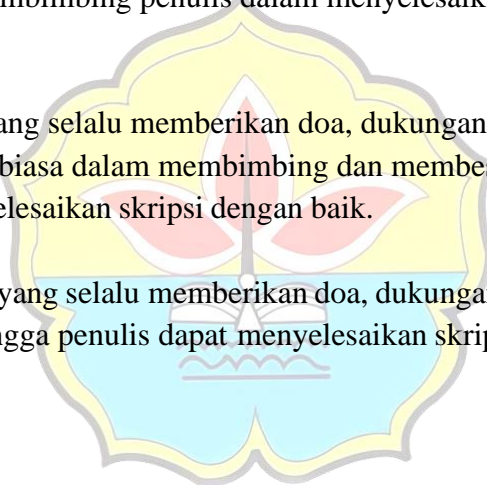 mbimbing penulis dalam menyelesaik
ang selalu memberikan doa, dukungan
biasa dalam membimbing dan membes
elesaikan skripsi dengan baik.
yang selalu memberikan doa, dukunga
ngga penulis dapat menyelesaikan skrip